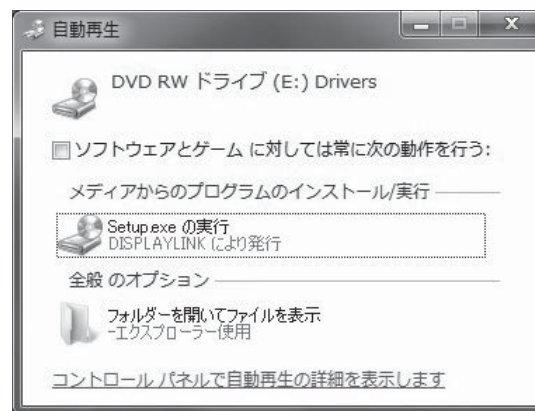 自動再生
DVD RW ドライブ (E:) Drivers
ソフトウェアとゲーム に対しては常に次の動作を行う:
メディアからのプログラムのインストール/実行
Setup.exe の実行
DISPLAYLINK により発行
全般 のオプション
フォルダーを開いてファイルを表示
-エクスプローラー使用
コントロール パネルで自動再生の詳細を表示します